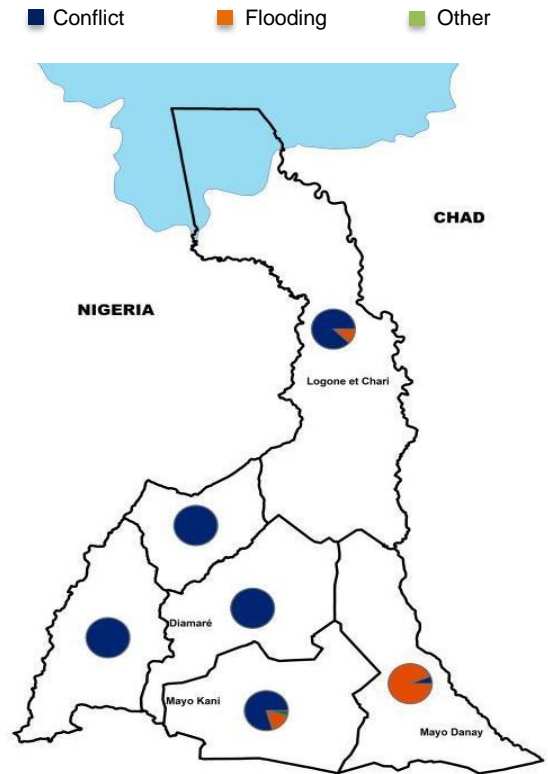 Conflict Flooding Other
CHAD
NIGERIA
Logone et Chari
Diamaré
Mayo Kani
Mayo Danay